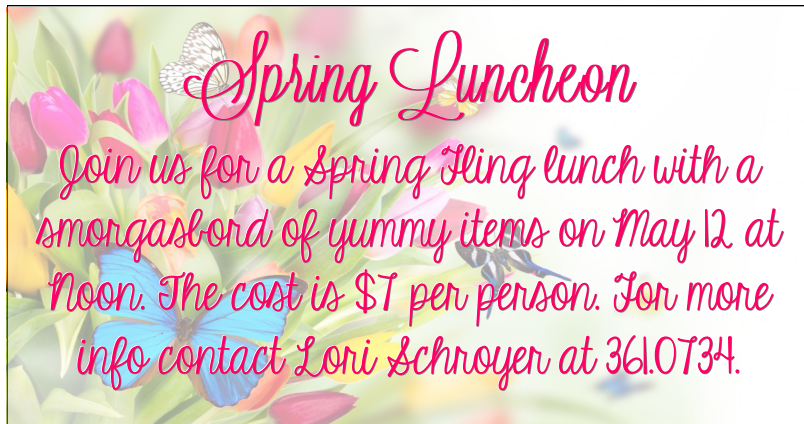 Spring Luncheon
Join us for a Spring Fling lunch with a
smorgasbord of yummy items on May 12 at
Noon. The cost is $7 per person. For more
info contact Lori Schroyer at 361.0734.